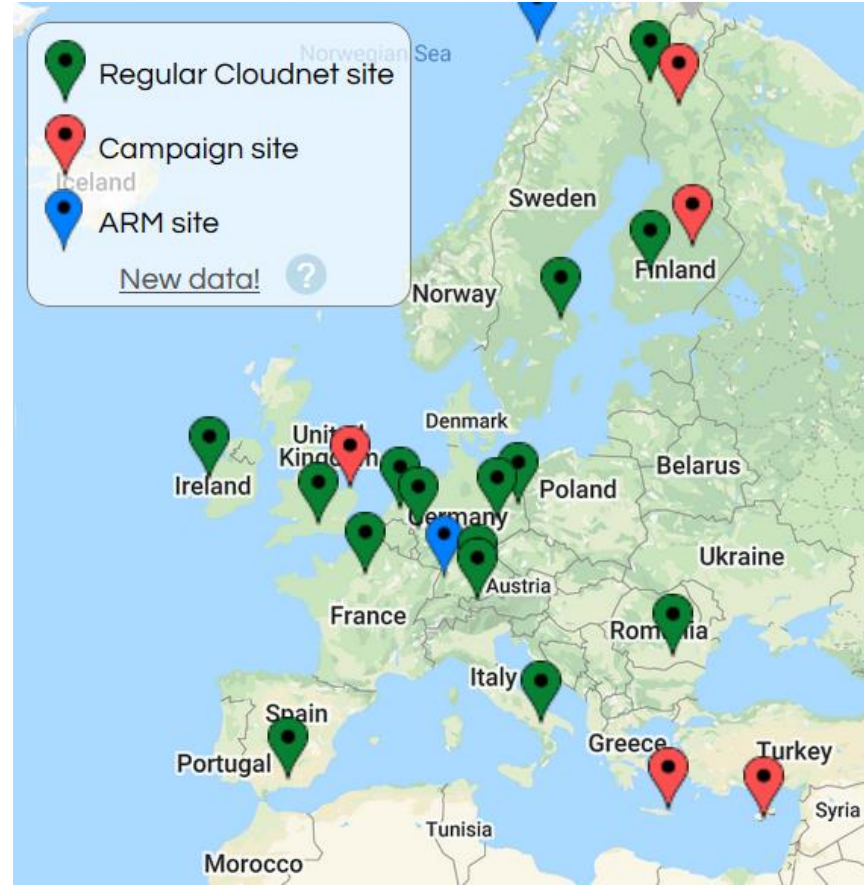 Norwegian Sea
Regular Cloudnet site
Campaign site
Iceland
ARM site
New data! ?
Sweden
Finland
Norway
Denmark
United
Kingdom
Ireland
Belarus
Poland
Germany
Ukraine
Austria
France
Romania
Italy
Spain
Greece
Turkey
Portugal
Syria
Tunisia
Morocco